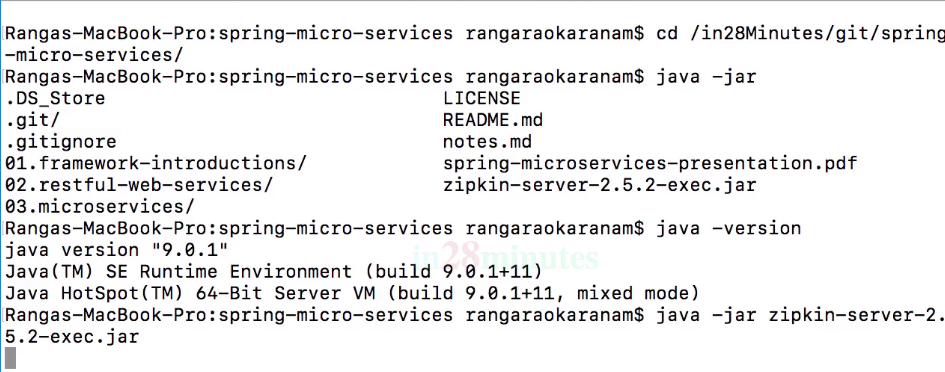 Rangas-MacBook-Pro:spring-micro-services rangaraokaranam$ cd /in28Minutes/git/spring
-micro-services/
Rangas-MacBook-Pro:spring-micro-services rangaraokaranam$ java -jar
.DS_Store LICENSE
.git/ README.md
.gitignore notes.md
01.framework-introductions/ spring-microservices-presentation.pdf
02.restful-web-services/ zipkin-server-2.5.2-exec.jar
03.microservices/
Rangas-MacBook-Pro:spring-micro-services rangaraokaranam$ java -version
java version "9.0.1"
in28minutes
Java(TM) SE Runtime Environment (build 9.0.1+11)
Java HotSpot(TM) 64-Bit Server VM (build 9.0.1+11, mixed mode)
Rangas-MacBook-Pro:spring-micro-services rangaraokaranam$ java -jar zipkin-server-2.
5.2-exec.jar